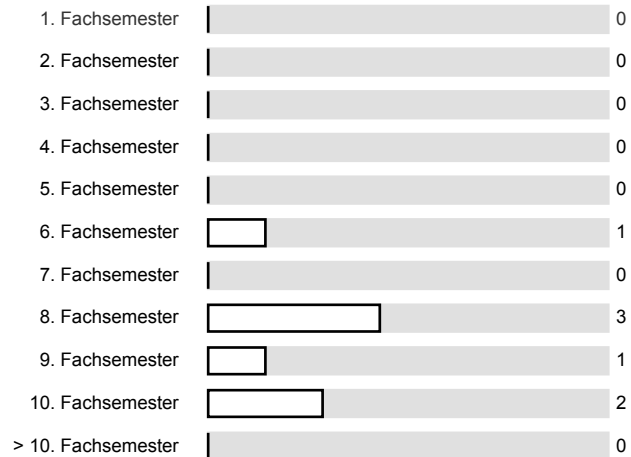 1. Fachsemester 0
2. Fachsemester 0
3. Fachsemester 0
4. Fachsemester 0
5. Fachsemester 0
6. Fachsemester 1
7. Fachsemester 0
8. Fachsemester 3
9. Fachsemester 1
10. Fachsemester 2
> 10. Fachsemester 0